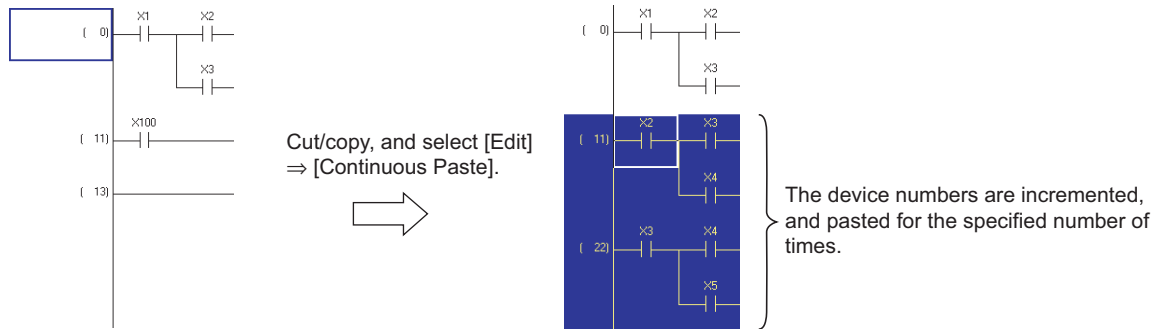 X1 X2
( 0)
X3
X100
( 11)
( 13)
Cut/copy, and select [Edit]
⇒ [Continuous Paste].
X1 X2
( 0)
X3
X2 X3
( 11)
X4
X3 X4
( 22)
X5
The device numbers are incremented,
and pasted for the specified number of
times.